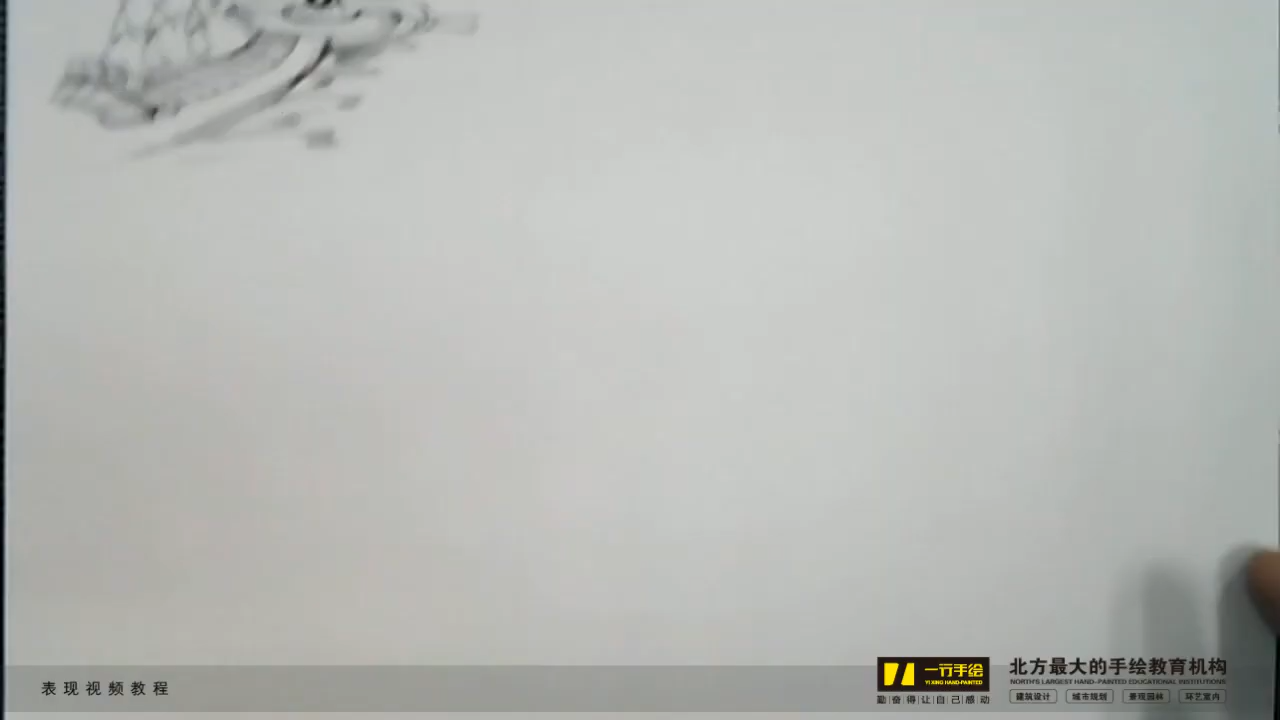 表现视频教程
一行手绘
YI XING HAND-PAINTED
勤|奋|得|让|自|己|感|动
北方最大的手绘教育机构
NORTH'S LARGEST HAND-PAINTED EDUCATIONAL INSTITUTIONS
建筑设计 城市规划 景观园林 环艺室内